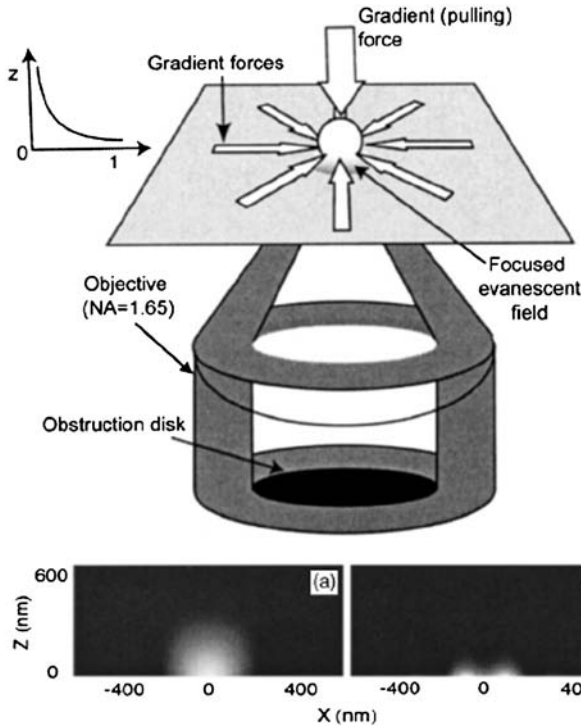 Gradient (pulling)
force
Gradient forces
z
0
1
Focused
evanescent
field
Objective
(NA=1.65)
Obstruction disk
600
(a)
Z (nm)
0
-400
0
400
-400
0
400
X (nm)